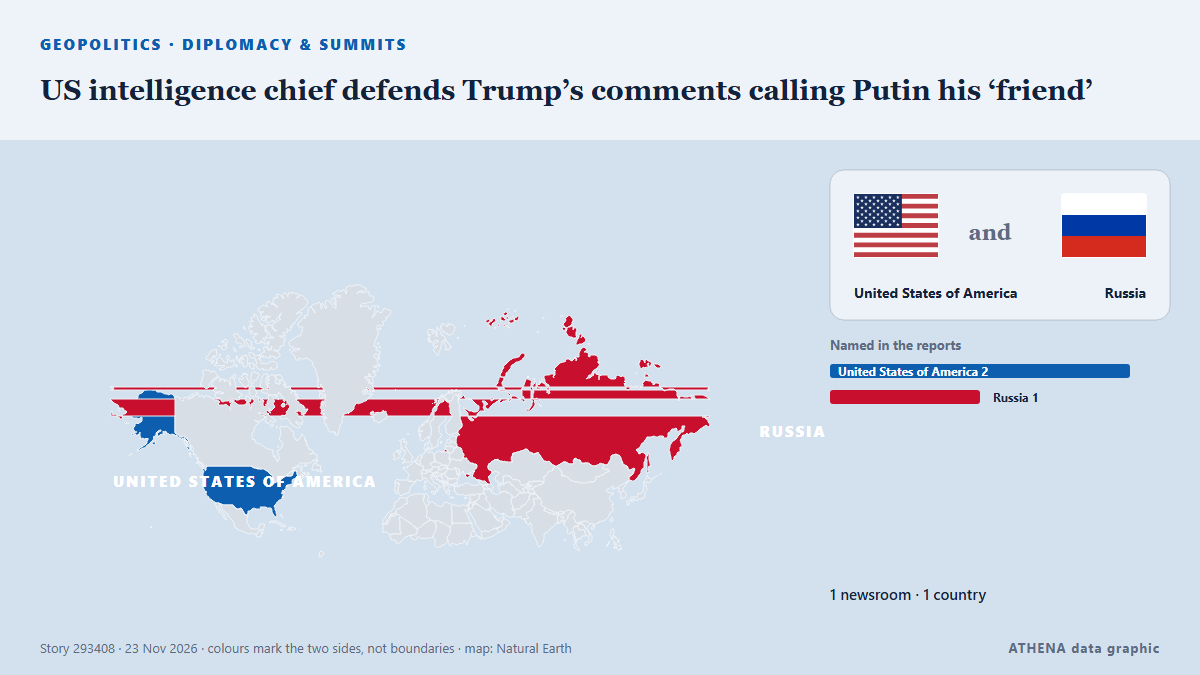 GEOPOLITICS · DIPLOMACY & SUMMITS
US intelligence chief defends Trump’s comments calling Putin his ‘friend’
and
United States of America
Russia
Named in the reports
United States of America 2
Russia 1
RUSSIA
UNITED STATES OF AMERICA
1 newsroom · 1 country
Story 293408 · 23 Nov 2026 · colours mark the two sides, not boundaries · map: Natural Earth
ATHENA data graphic